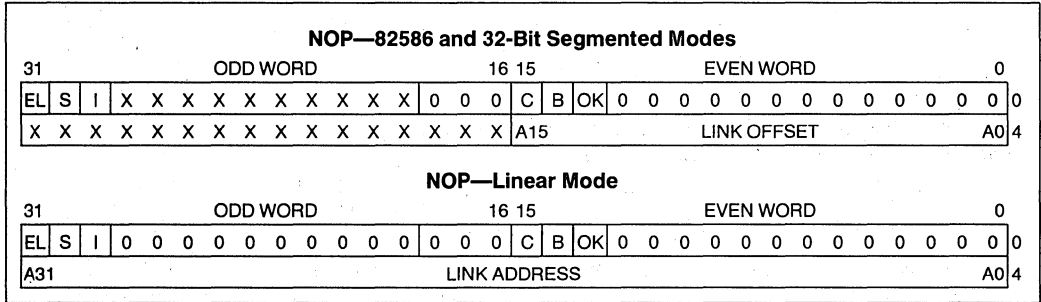 NOP—82586 and 32-Bit Segmented Modes
31 ODD WORD 16 15 EVEN WORD 0
EL S I X X X X X X X X X X 0 0 0 C B OK 0 0 0 0 0 0 0 0 0 0 0 0 0 0
X X X X X X X X X X X X X X X X A15 LINK OFFSET A0 4
NOP—Linear Mode
31 ODD WORD 16 15 EVEN WORD 0
EL S I 0 0 0 0 0 0 0 0 0 0 0 0 0 C B OK 0 0 0 0 0 0 0 0 0 0 0 0 0 0
A31 LINK ADDRESS A0 4